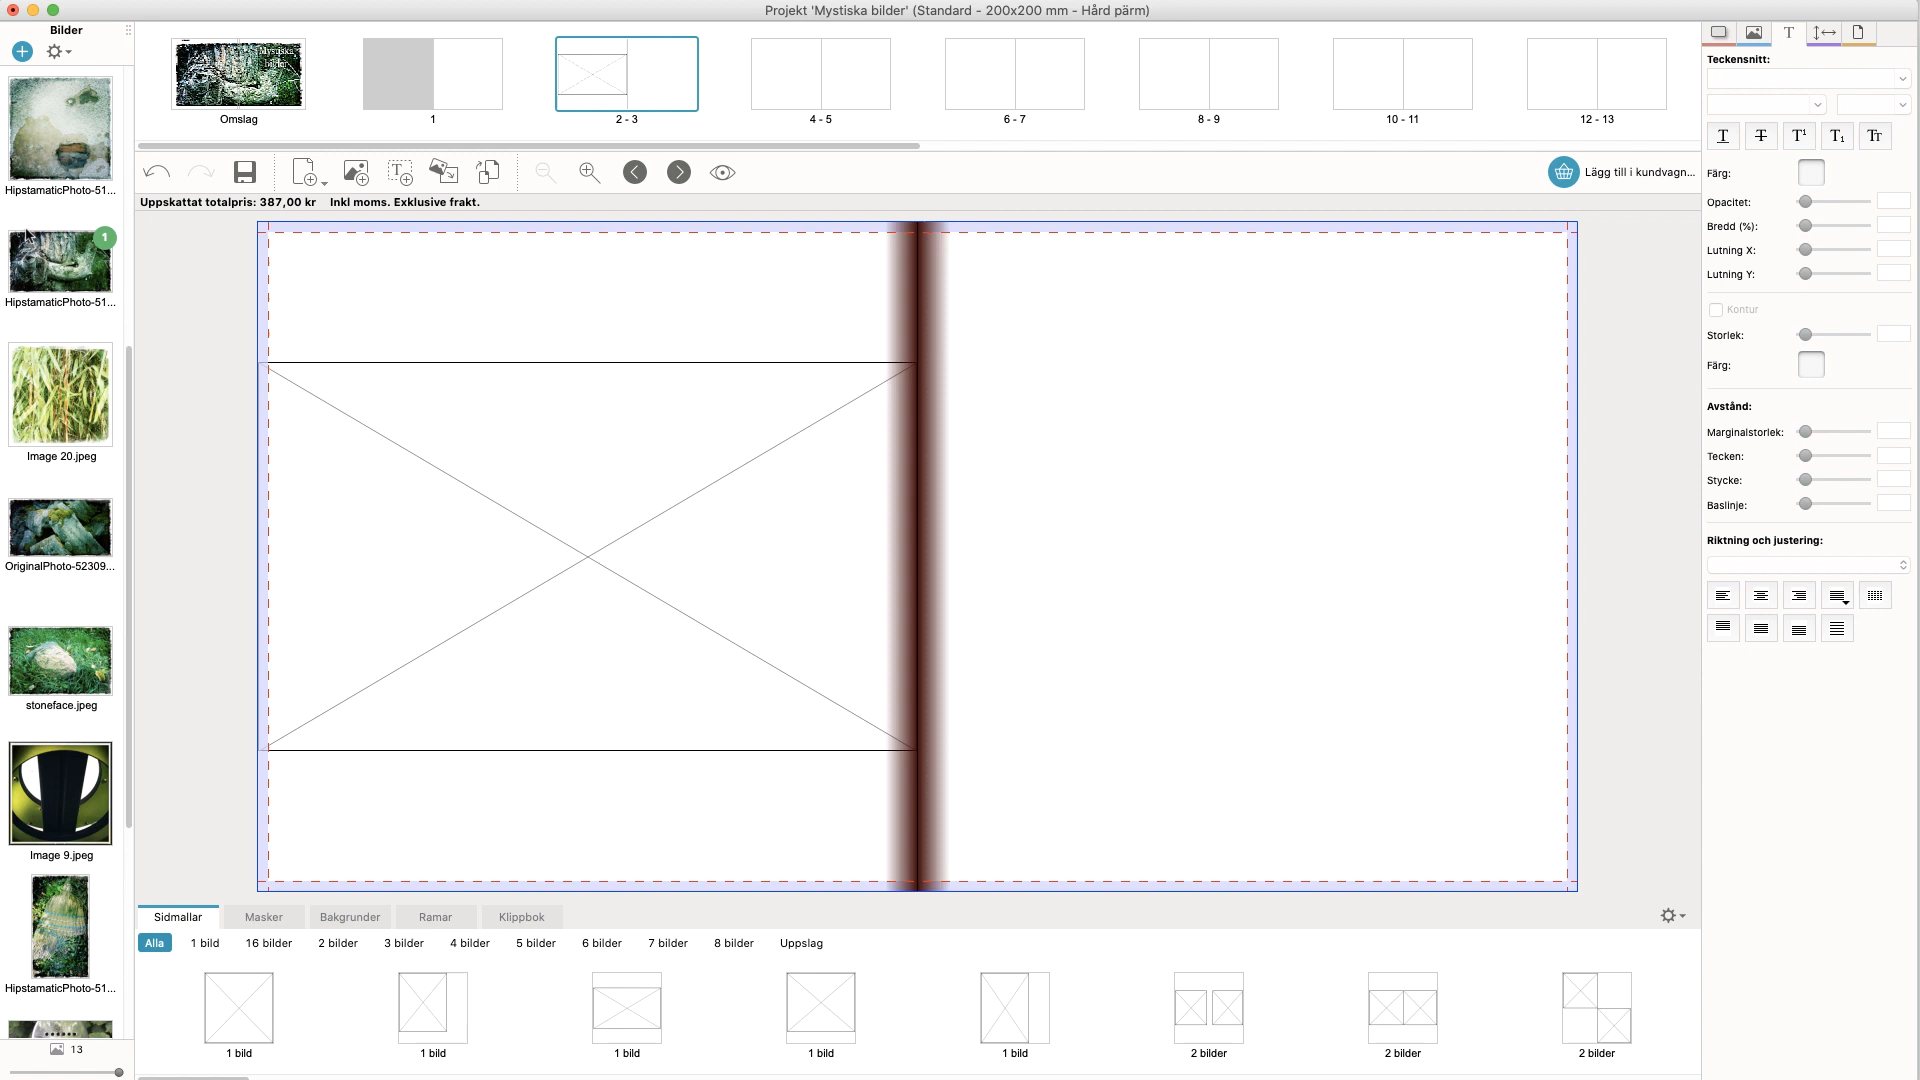 Projekt 'Mystiska bilder' (Standard - 200x200 mm - Hård pärm)
Bilder
HipstamaticPhoto-51...
1
HipstamaticPhoto-51...
Image 20.jpeg
OriginalPhoto-52309...
stoneface.jpeg
Image 9.jpeg
HipstamaticPhoto-51...
13
Mystiska
bilder
Omslag
1
2 - 3
4 - 5
6 - 7
8 - 9
10 - 11
12 - 13
Lägg till i kundvagn...
Uppskattat totalpris: 387,00 kr Inkl moms. Exklusive frakt.
Sidmallar
Masker
Bakgrunder
Ramar
Klippbok
Alla
1 bild
16 bilder
2 bilder
3 bilder
4 bilder
5 bilder
6 bilder
7 bilder
8 bilder
Uppslag
1 bild
1 bild
1 bild
1 bild
1 bild
2 bilder
2 bilder
2 bilder
T
Teckensnitt:
T
T
T¹
T₁
TT
Färg:
Opacitet:
Bredd (%):
Lutning X:
Lutning Y:
Kontur
Storlek:
Färg:
Avstånd:
Marginalstorlek:
Tecken:
Stycke:
Baslinje:
Riktning och justering: